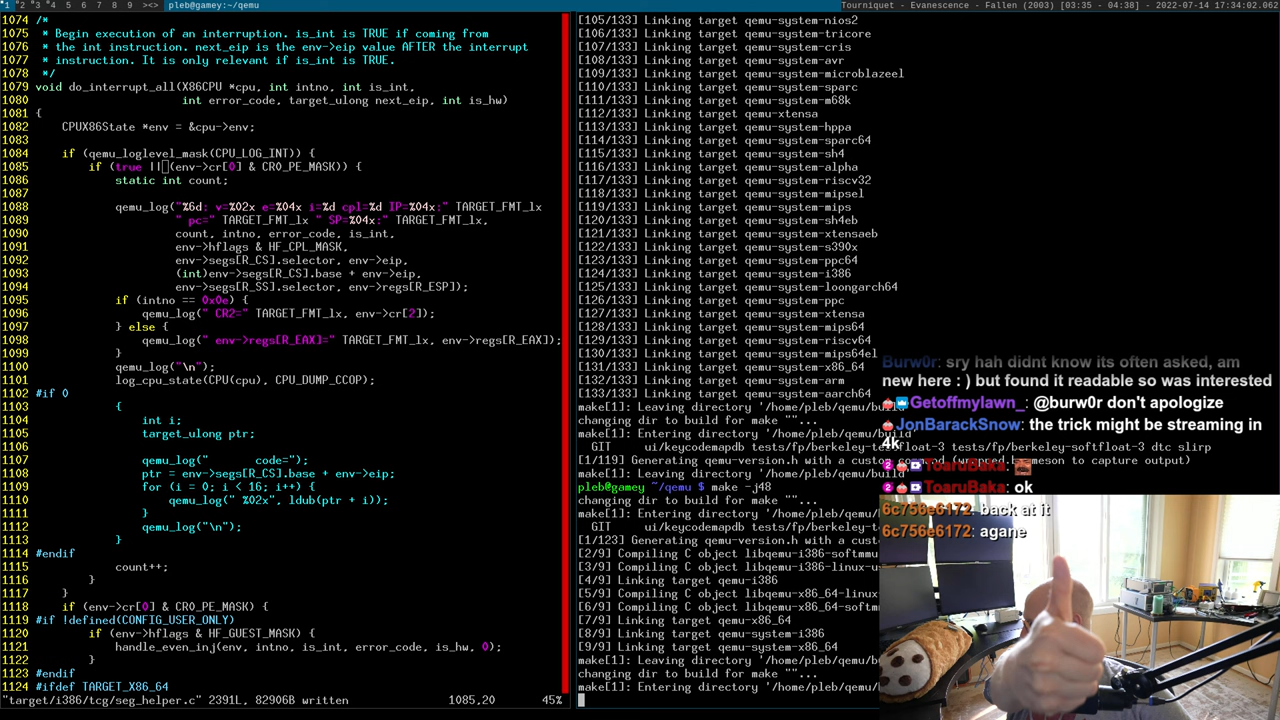 1 2 3 4 5 6 7 8 9 ><> pleb@gamey:~/qemu
Tourniquet - Evanescence - Fallen (2003) [03:35 - 04:38] - 2022-07-14 17:34:02.062
1074 /*
1075  * Begin execution of an interruption. is_int is TRUE if coming from
1076  * the int instruction. next_eip is the env->eip value AFTER the interrupt
1077  * instruction. It is only relevant if is_int is TRUE.
1078  */
1079 void do_interrupt_all(X86CPU *cpu, int intno, int is_int,
1080                       int error_code, target_ulong next_eip, int is_hw)
1081 {
1082     CPUX86State *env = &cpu->env;
1083
1084     if (qemu_loglevel_mask(CPU_LOG_INT)) {
1085         if (true || (env->cr[0] & CR0_PE_MASK)) {
1086             static int count;
1087
1088             qemu_log("%6d: v=%02x e=%04x i=%d cpl=%d IP=%04x:" TARGET_FMT_lx
1089                      " pc=" TARGET_FMT_lx " SP=%04x:" TARGET_FMT_lx,
1090                      count, intno, error_code, is_int,
1091                      env->hflags & HF_CPL_MASK,
1092                      env->segs[R_CS].selector, env->eip,
1093                      (int)env->segs[R_CS].base + env->eip,
1094                      env->segs[R_SS].selector, env->regs[R_ESP]);
1095             if (intno == 0x0e) {
1096                 qemu_log(" CR2=" TARGET_FMT_lx, env->cr[2]);
1097             } else {
1098                 qemu_log(" env->regs[R_EAX]=" TARGET_FMT_lx, env->regs[R_EAX]);
1099             }
1100             qemu_log("\n");
1101             log_cpu_state(CPU(cpu), CPU_DUMP_CCOP);
1102 #if 0
1103             {
1104                 int i;
1105                 target_ulong ptr;
1106
1107                 qemu_log("       code=");
1108                 ptr = env->segs[R_CS].base + env->eip;
1109                 for (i = 0; i < 16; i++) {
1110                     qemu_log(" %02x", ldub(ptr + i));
1111                 }
1112                 qemu_log("\n");
1113             }
1114 #endif
1115             count++;
1116         }
1117     }
1118     if (env->cr[0] & CR0_PE_MASK) {
1119 #if !defined(CONFIG_USER_ONLY)
1120         if (env->hflags & HF_GUEST_MASK) {
1121             handle_even_inj(env, intno, is_int, error_code, is_hw, 0);
1122         }
1123 #endif
1124 #ifdef TARGET_X86_64
"target/i386/tcg/seg_helper.c" 2391L, 82906B written 1085,20 45%
[105/133] Linking target qemu-system-nios2
[106/133] Linking target qemu-system-tricore
[107/133] Linking target qemu-system-cris
[108/133] Linking target qemu-system-avr
[109/133] Linking target qemu-system-microblazeel
[110/133] Linking target qemu-system-sparc
[111/133] Linking target qemu-system-m68k
[112/133] Linking target qemu-xtensa
[113/133] Linking target qemu-system-hppa
[114/133] Linking target qemu-system-sparc64
[115/133] Linking target qemu-system-sh4
[116/133] Linking target qemu-system-alpha
[117/133] Linking target qemu-system-riscv32
[118/133] Linking target qemu-system-mipsel
[119/133] Linking target qemu-system-mips
[120/133] Linking target qemu-system-sh4eb
[121/133] Linking target qemu-system-xtensaeb
[122/133] Linking target qemu-system-s390x
[123/133] Linking target qemu-system-ppc64
[124/133] Linking target qemu-system-i386
[125/133] Linking target qemu-system-loongarch64
[126/133] Linking target qemu-system-ppc
[127/133] Linking target qemu-system-xtensa
[128/133] Linking target qemu-system-mips64
[129/133] Linking target qemu-system-riscv64
[130/133] Linking target qemu-system-mips64el
[131/133] Linking target qemu-system-x86_64
[132/133] Linking target qemu-system-arm
[133/133] Linking target qemu-system-aarch64
make[1]: Leaving directory '/home/pleb/qemu/build'
changing dir to build for make ""...
make[1]: Entering directory '/home/pleb/qemu/build'
  GIT     ui/keycodemapdb tests/fp/berkeley-testfloat-3 tests/fp/berkeley-softfloat-3 dtc slirp
[1/119] Generating qemu-version.h with a custom command (wrapped by meson to capture output)
make[1]: Leaving directory '/home/pleb/qemu/build'
pleb@gamey ~/qemu $ make -j48
changing dir to build for make ""...
make[1]: Entering directory '/home/pleb/qemu/
  GIT     ui/keycodemapdb tests/fp/berkeley-
[1/123] Generating qemu-version.h with a cust
[2/9] Compiling C object libqemu-i386-softmmu
[3/9] Compiling C object libqemu-i386-linux-u
[4/9] Linking target qemu-i386
[5/9] Compiling C object libqemu-x86_64-linux
[6/9] Compiling C object libqemu-x86_64-softm
[7/9] Linking target qemu-x86_64
[8/9] Linking target qemu-system-i386
[9/9] Linking target qemu-system-x86_64
make[1]: Leaving directory '/home/pleb/qemu/b
changing dir to build for make ""...
make[1]: Entering directory '/home/pleb/qemu/
Burw0r: sry hah didnt know its often asked, am
new here : ) but found it readable so was interested
Getoffmylawn_: @burw0r don't apologize
JonBarackSnow: the trick might be streaming in
4k
ToaruBaka:
ToaruBaka: ok
6c756e6172: back at it
6c756e6172: agane